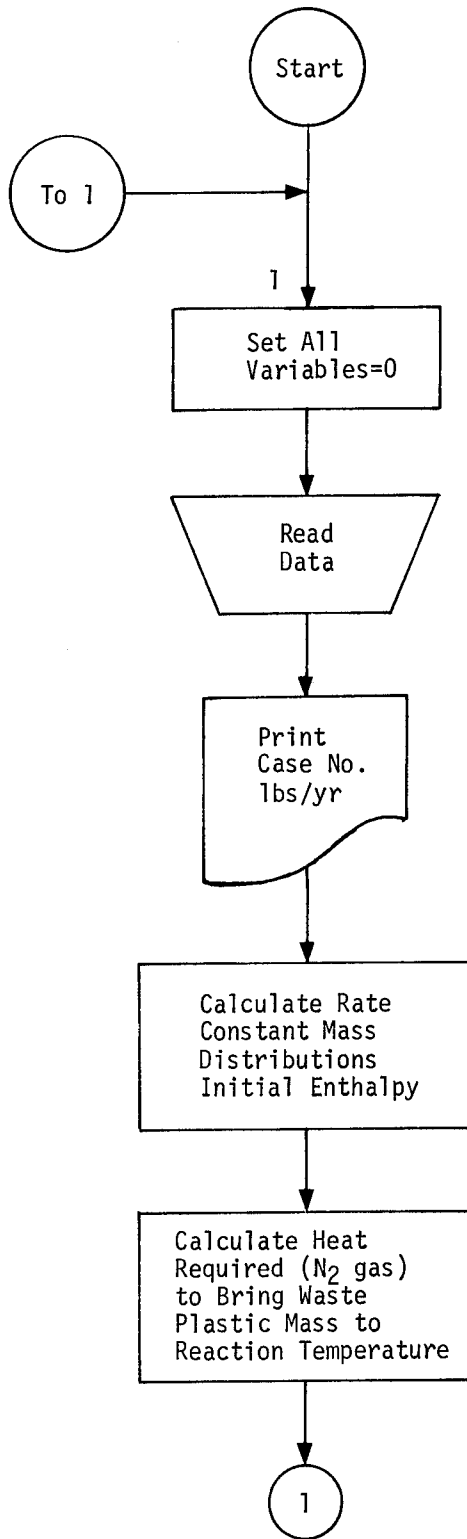 Start
To 1
1
Set All
Variables=0
Read
Data
Print
Case No.
lbs/yr
Calculate Rate
Constant Mass
Distributions
Initial Enthalpy
Calculate Heat
Required (N₂ gas)
to Bring Waste
Plastic Mass to
Reaction Temperature
1